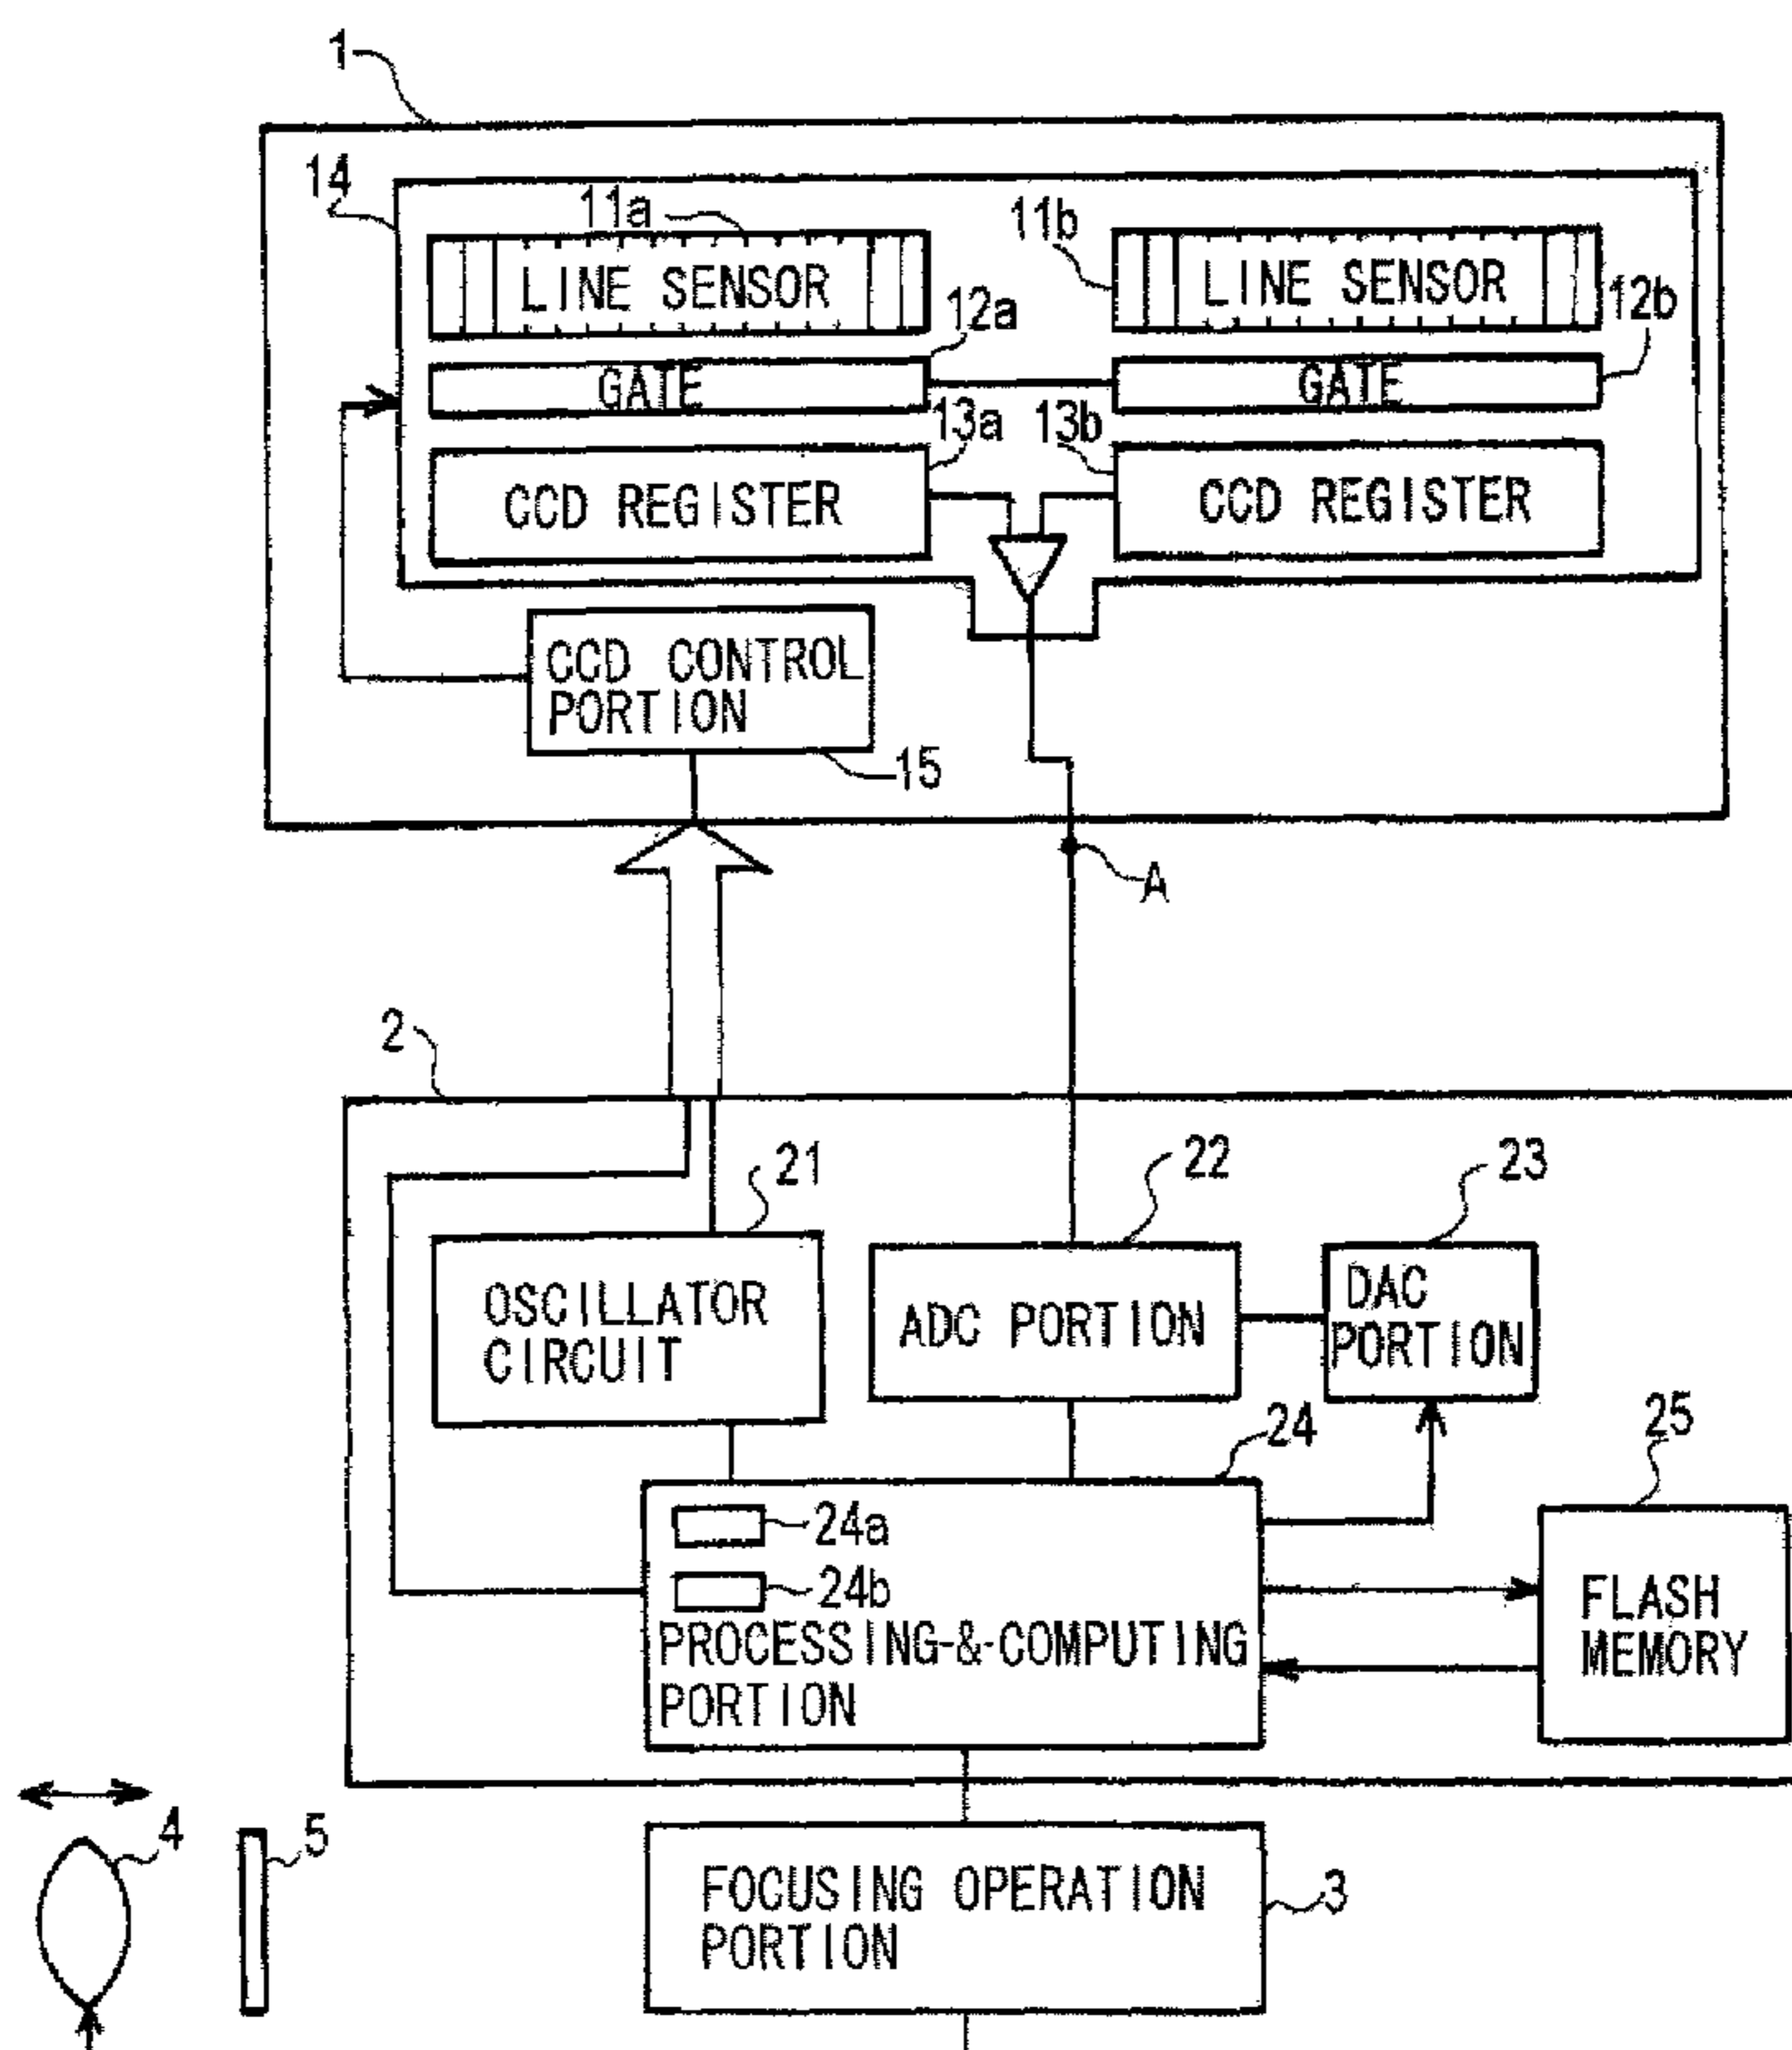 1
14
11a
11b
LINE SENSOR
LINE SENSOR
12a
12b
GATE
GATE
13a
13b
CCD REGISTER
CCD REGISTER
CCD CONTROL
PORTION
15
A
2
21
22
23
OSCILLATOR
CIRCUIT
ADC PORTION
DAC
PORTION
24
25
24a
24b
PROCESSING-&-COMPUTING
PORTION
FLASH
MEMORY
4
5
FOCUSING OPERATION
PORTION
3